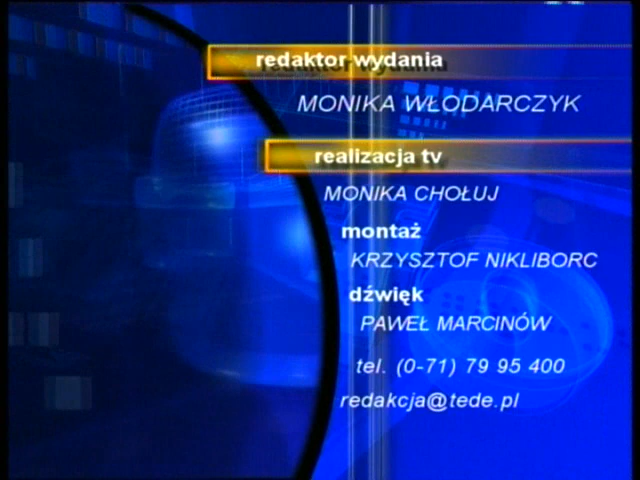 redaktor wydania
MONIKA WŁODARCZYK
realizacja tv
MONIKA CHOŁUJ
montaż
KRZYSZTOF NIKLIBORC
dźwięk
PAWEŁ MARCINÓW
tel. (0-71) 79 95 400
redakcja@tede.pl